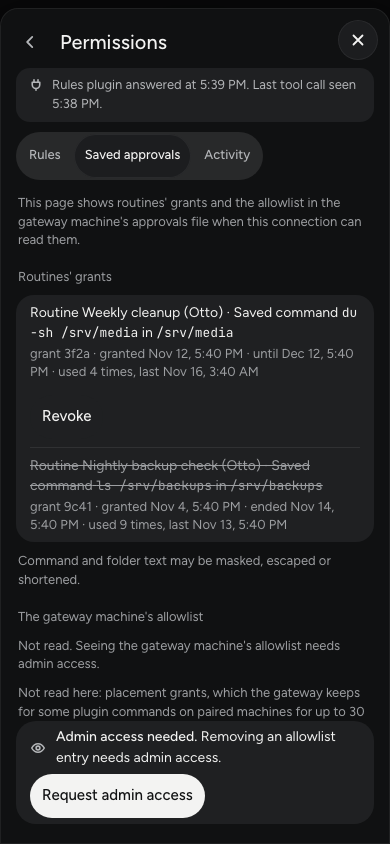 Permissions
Rules plugin answered at 5:39 PM. Last tool call seen
5:38 PM.
Rules
Saved approvals
Activity
This page shows routines' grants and the allowlist in the
gateway machine's approvals file when this connection can
read them.
Routines' grants
Routine Weekly cleanup (Otto) · Saved command du
-sh /srv/media in /srv/media
grant 3f2a · granted Nov 12, 5:40 PM · until Dec 12, 5:40
PM · used 4 times, last Nov 16, 3:40 AM
Revoke
Routine Nightly backup check (Otto) · Saved
command ls /srv/backups in /srv/backups
grant 9c41 · granted Nov 4, 5:40 PM · ended Nov 14,
5:40 PM · used 9 times, last Nov 13, 5:40 PM
Command and folder text may be masked, escaped or
shortened.
The gateway machine's allowlist
Not read. Seeing the gateway machine's allowlist needs
admin access.
Not read here: placement grants, which the gateway keeps
for some plugin commands on paired machines for up to 30
Admin access needed. Removing an allowlist
entry needs admin access.
Request admin access